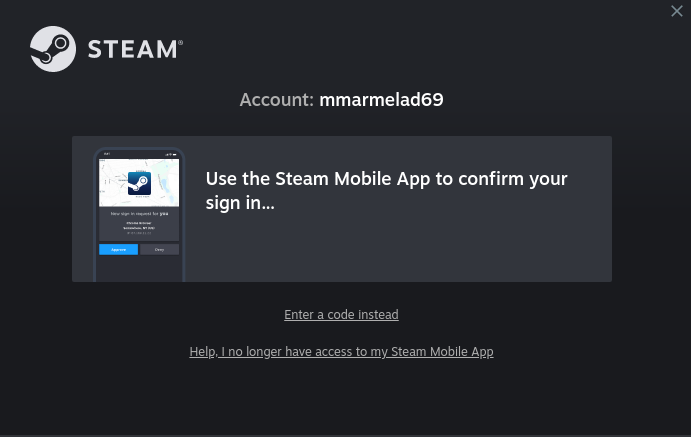 STEAM®
Account: mmarmelad69
New sign in request for you
Use the Steam Mobile App to confirm your
sign in...
Approve
Deny
Enter a code instead
Help, I no longer have access to my Steam Mobile App